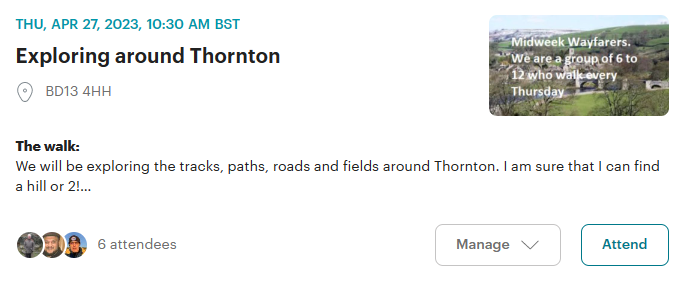 THU, APR 27, 2023, 10:30 AM BST
Exploring around Thornton
BD13 4HH
Midweek Wayfarers.
We are a group of 6 to
12 who walk every
Thursday
The walk:
We will be exploring the tracks, paths, roads and fields around Thornton. I am sure that I can find
a hill or 2!...
6 attendees
Manage
Attend